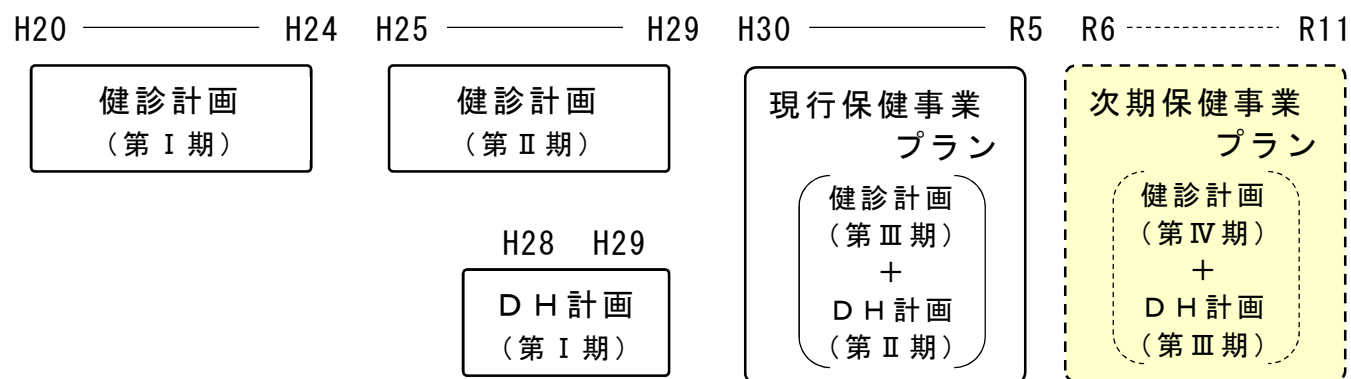 H20 H24 H25 H29 H30 R5 R6 R11
健診計画
（第Ⅰ期）
健診計画
（第Ⅱ期）
H28 H29
ＤＨ計画
（第Ⅰ期）
現行保健事業
プラン
健診計画
（第Ⅲ期）
＋
ＤＨ計画
（第Ⅱ期）
次期保健事業
プラン
健診計画
（第Ⅳ期）
＋
ＤＨ計画
（第Ⅲ期）